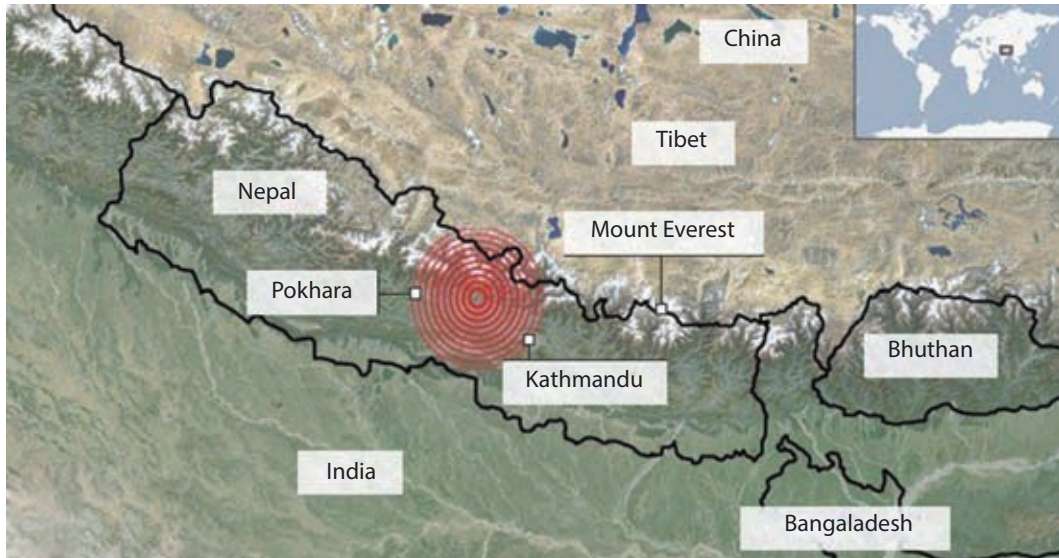 China
Tibet
Nepal
Mount Everest
Pokhara
Bhuthan
Kathmandu
India
Bangaladesh